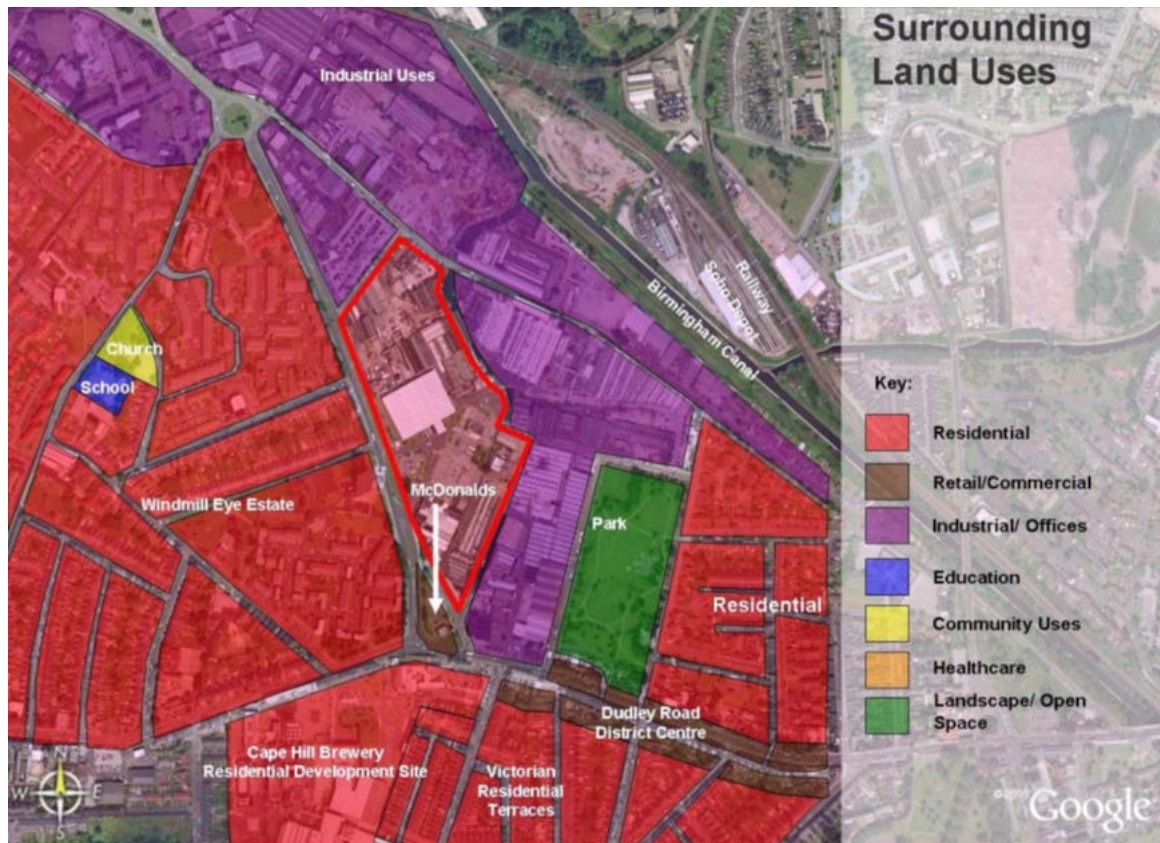 Surrounding
Land Uses
Industrial Uses
Railway
Soho Depot
Birmingham Canal
Church
School
McDonalds
Windmill Eye Estate
Park
Residential
Dudley Road
District Centre
Cape Hill Brewery
Residential Development Site
Victorian
Residential
Terraces
N
W
E
S
Key:
Residential
Retail/Commercial
Industrial/ Offices
Education
Community Uses
Healthcare
Landscape/ Open
Space
Google